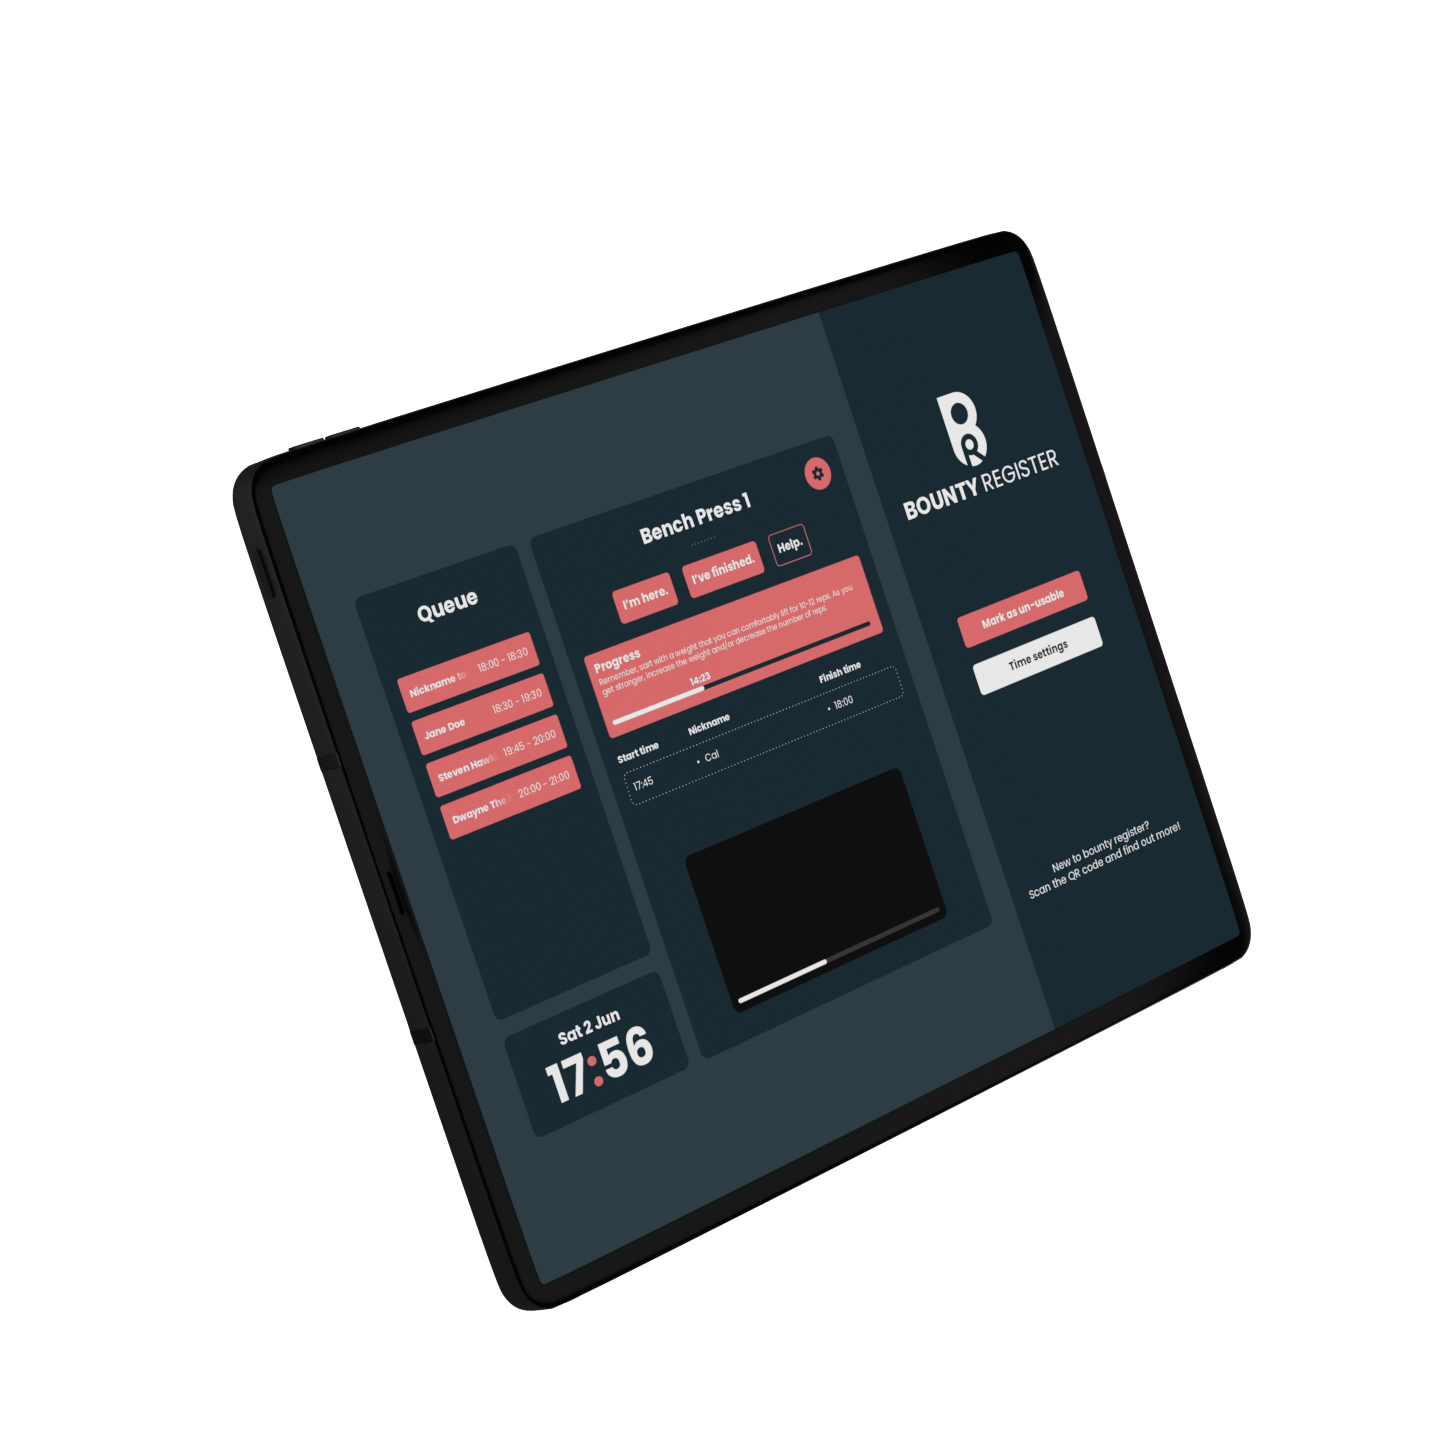 Queue
Nickname to 18:00 - 18:30
Jane Doe 18:30 - 19:30
Steven Hawki 19:45 - 20:00
Dwayne The 20:00 - 21:00
Sat 2 Jun
17:56
Bench Press 1
I'm here. I've finished. Help.
Progress
Remember, sart with a weight that you can comfortably lift for 10-12 reps. As you
get stronger, increase the weight and/or decrease the number of reps.
14:23
Start time Nickname Finish time
17:45 • Cal • 18:00
BR
BOUNTY REGISTER
Mark as un-usable
Time settings
New to bounty register?
Scan the QR code and find out more!